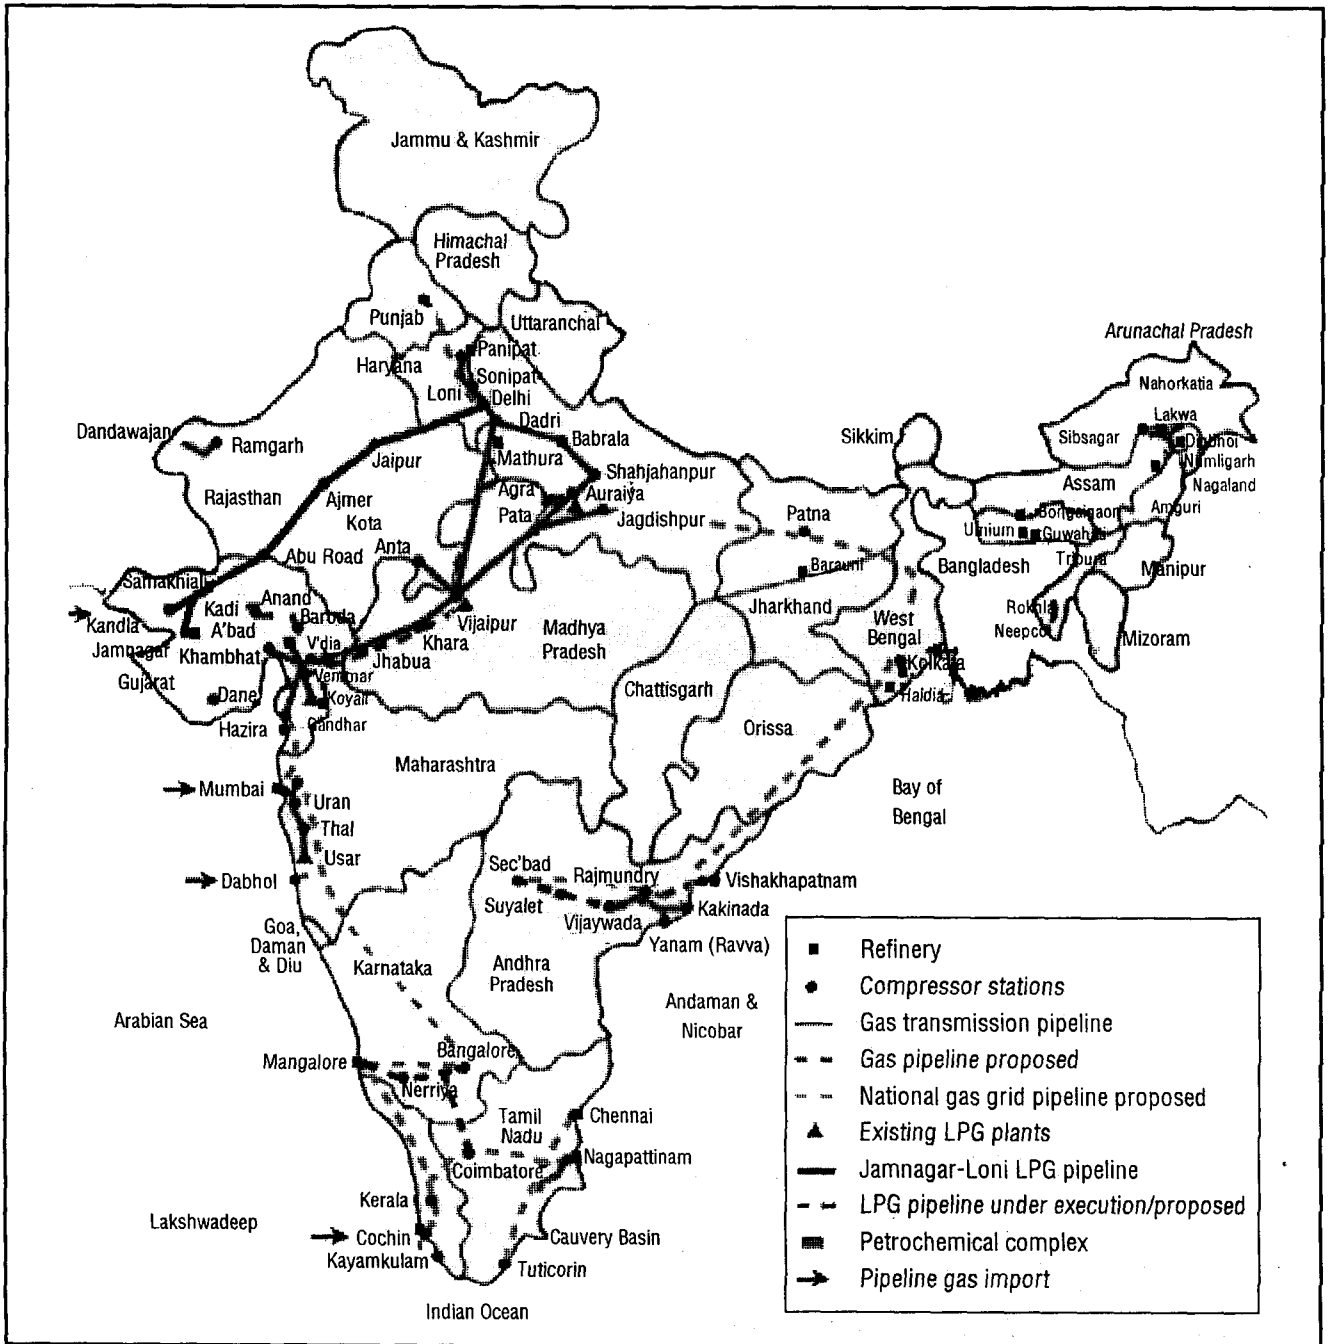 Jammu & Kashmir
Himachal
Pradesh
Punjab
Uttaranchal
Arunachal Pradesh
Panipat
Haryana
Sonipat
Nahorkatia
Loni
Delhi
Lakwa
Dadri
Dandawajan
Ramgarh
Babrala
Sikkim
Sibsagar
Digbhoi
Jaipur
Mathura
Numligarh
Shahjahanpur
Rajasthan
Agra
Auraiya
Assam
Nagaland
Ajmer
Pata
Jagdishpur
Patna
Bongaigaon
Amguri
Kota
Umium
Guwahati
Abu Road
Anta
Barauni
Bangladesh
Tripura
Manipur
Samakhiali
Kadi
Anand
Jharkhand
Rokhia
Kandla
A'bad
Baroda
Vijaipur
West
Bengal
Neepco
Mizoram
Jamnagar
Khambhat
V'dia
Khara
Madhya
Pradesh
Jhabua
Kolkata
Gujarat
Vemmar
Chattisgarh
Dane
Koyali
Haldia
Gandhar
Hazira
Orissa
Maharashtra
Mumbai
Bay of
Bengal
Uran
Thal
Usar
Sec'bad
Rajmundry
Dabhol
Vishakhapatnam
Suyalet
Vijaywada
Kakinada
Goa,
Daman
& Diu
Yanam (Ravva)
Karnataka
Andhra
Pradesh
Andaman &
Nicobar
Arabian Sea
Bangalore
Mangalore
Nerriya
Tamil
Nadu
Chennai
Coimbatore
Nagapattinam
Kerala
Lakshwadeep
Cochin
Cauvery Basin
Kayamkulam
Tuticorin
Indian Ocean
Refinery
Compressor stations
Gas transmission pipeline
Gas pipeline proposed
National gas grid pipeline proposed
Existing LPG plants
Jamnagar-Loni LPG pipeline
LPG pipeline under execution/proposed
Petrochemical complex
Pipeline gas import